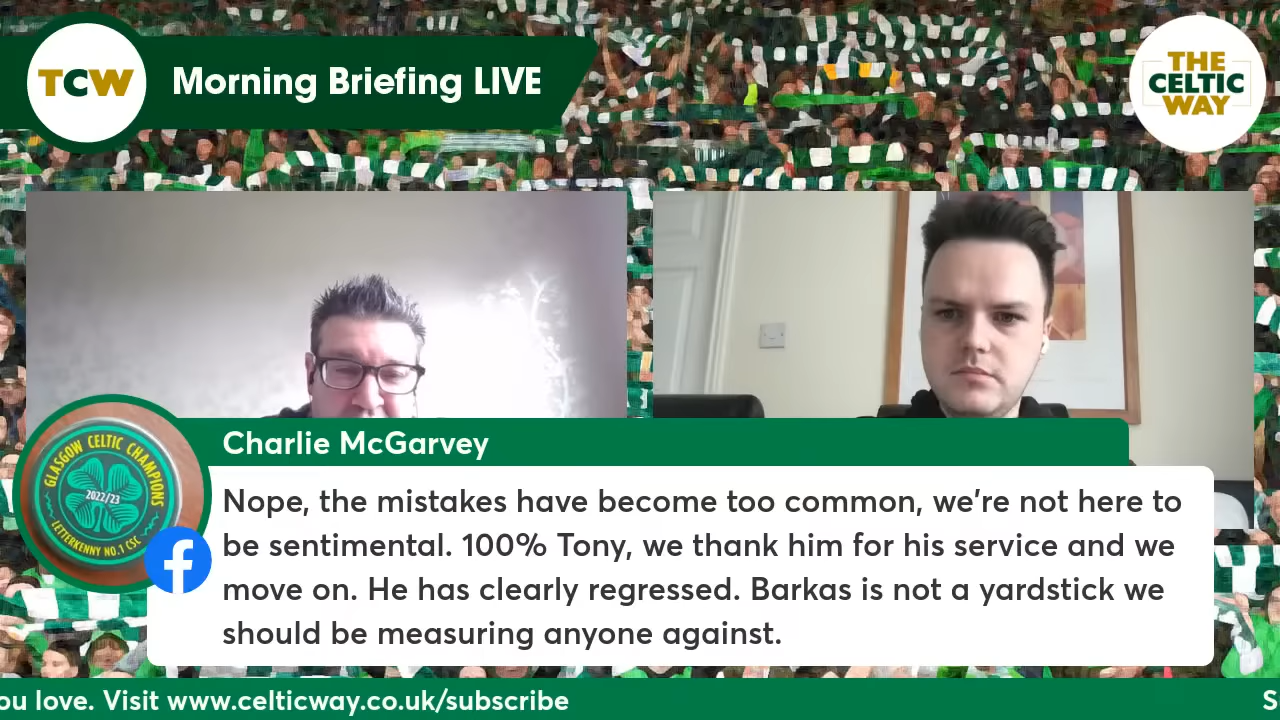 TCW
Morning Briefing LIVE
THE
CELTIC
WAY
Charlie McGarvey
GLASGOW CELTIC CHAMPIONS
2022/23
LETTERKENNY NO.1 CSC
Nope, the mistakes have become too common, we're not here to
be sentimental. 100% Tony, we thank him for his service and we
move on. He has clearly regressed. Barkas is not a yardstick we
should be measuring anyone against.
ou love. Visit www.celticway.co.uk/subscribe